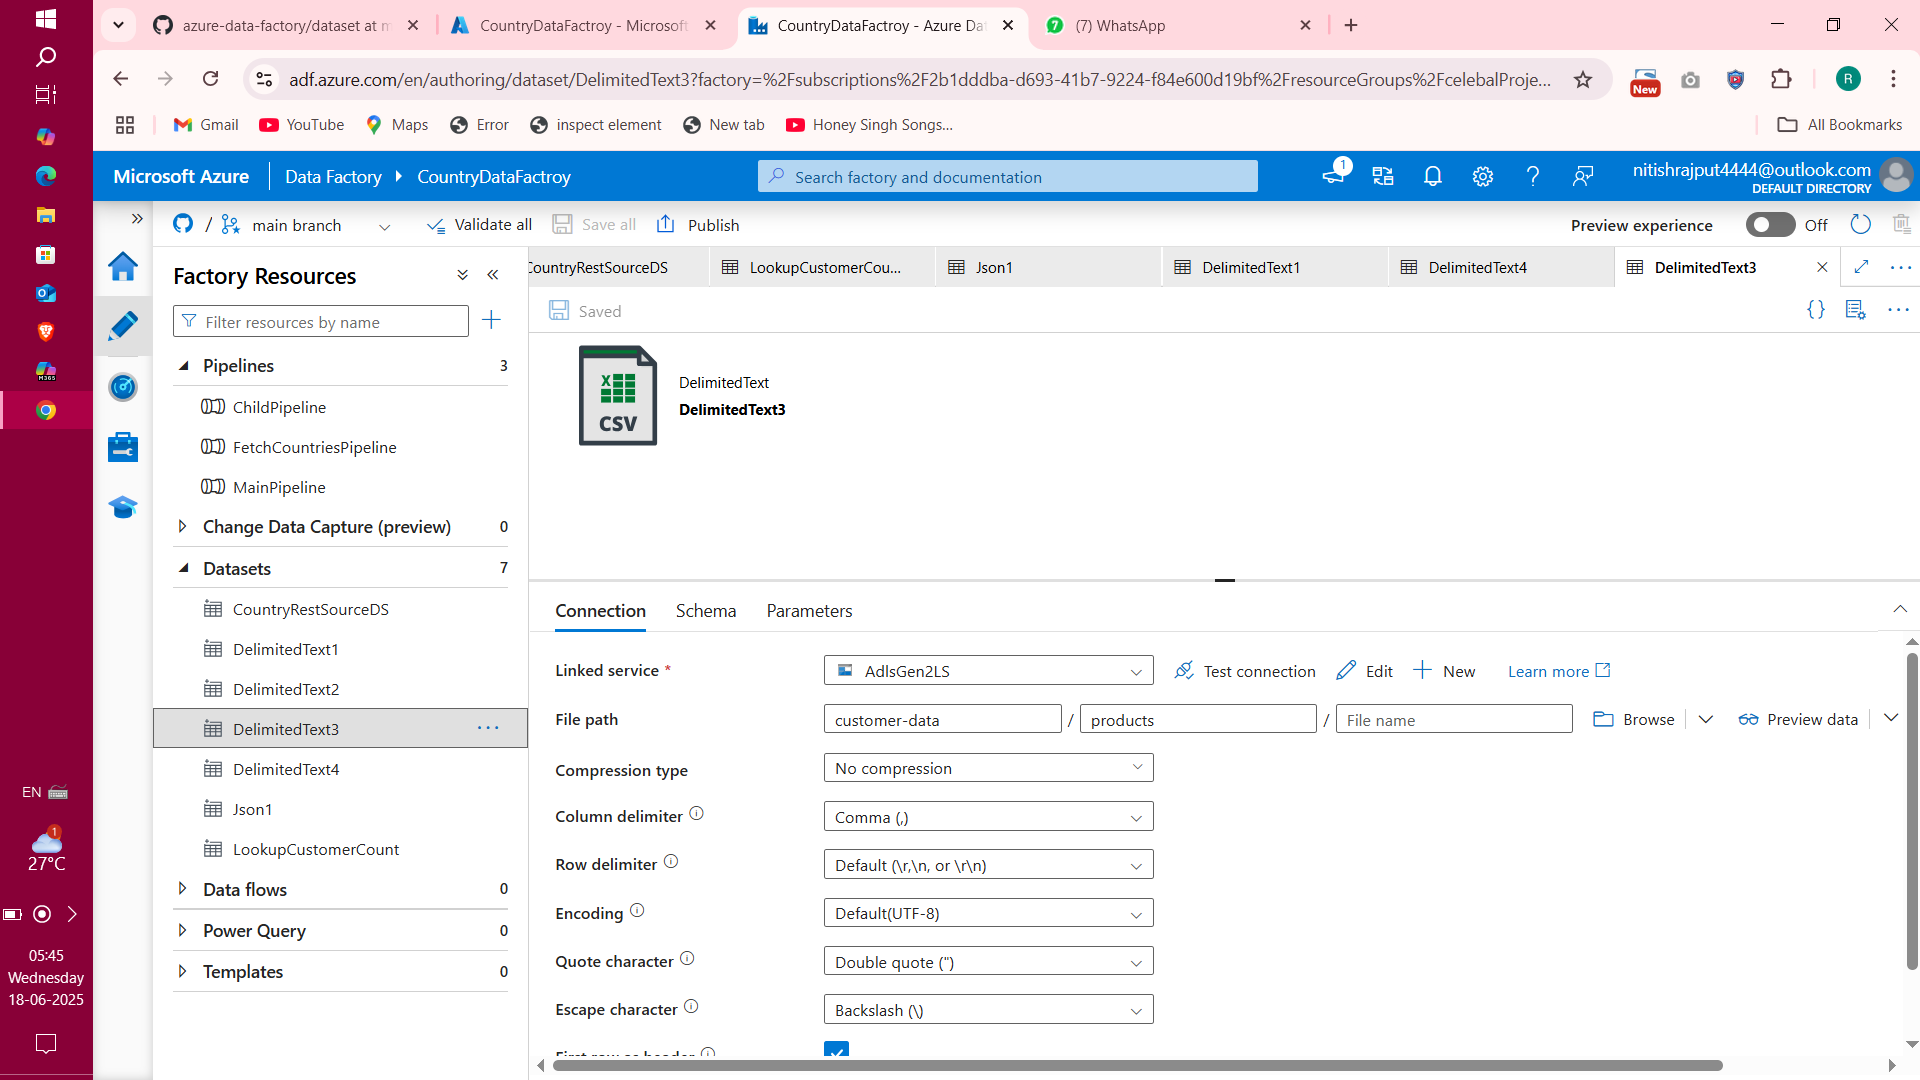 azure-data-factory/dataset at m
CountryDataFactroy - Microsoft
CountryDataFactroy - Azure Da
7
(7) WhatsApp
adf.azure.com/en/authoring/dataset/DelimitedText3?factory=%2Fsubscriptions%2F2b1dddba-d693-41b7-9224-f84e600d19bf%2FresourceGroups%2FcelebalProje...
New
R
Gmail
YouTube
Maps
Error
inspect element
New tab
Honey Singh Songs...
All Bookmarks
Microsoft Azure
Data Factory
CountryDataFactroy
Search factory and documentation
1
nitishrajput4444@outlook.com
DEFAULT DIRECTORY
/
main branch
Validate all
Save all
Publish
Preview experience
Off
Factory Resources
Filter resources by name
Pipelines
3
ChildPipeline
FetchCountriesPipeline
MainPipeline
Change Data Capture (preview)
0
Datasets
7
CountryRestSourceDS
DelimitedText1
DelimitedText2
DelimitedText3
DelimitedText4
Json1
LookupCustomerCount
Data flows
0
Power Query
0
Templates
0
CountryRestSourceDS
LookupCustomerCou...
Json1
DelimitedText1
DelimitedText4
DelimitedText3
Saved
X
CSV
DelimitedText
DelimitedText3
Connection
Schema
Parameters
Linked service *
AdlsGen2LS
Test connection
Edit
New
Learn more
File path
customer-data
/
products
/
File name
Browse
Preview data
Compression type
No compression
Column delimiter
Comma (,)
Row delimiter
Default (\r,\n, or \r\n)
Encoding
Default(UTF-8)
Quote character
Double quote (")
Escape character
Backslash (\)
First row as header
M365
EN
1
27°C
05:45
Wednesday
18-06-2025